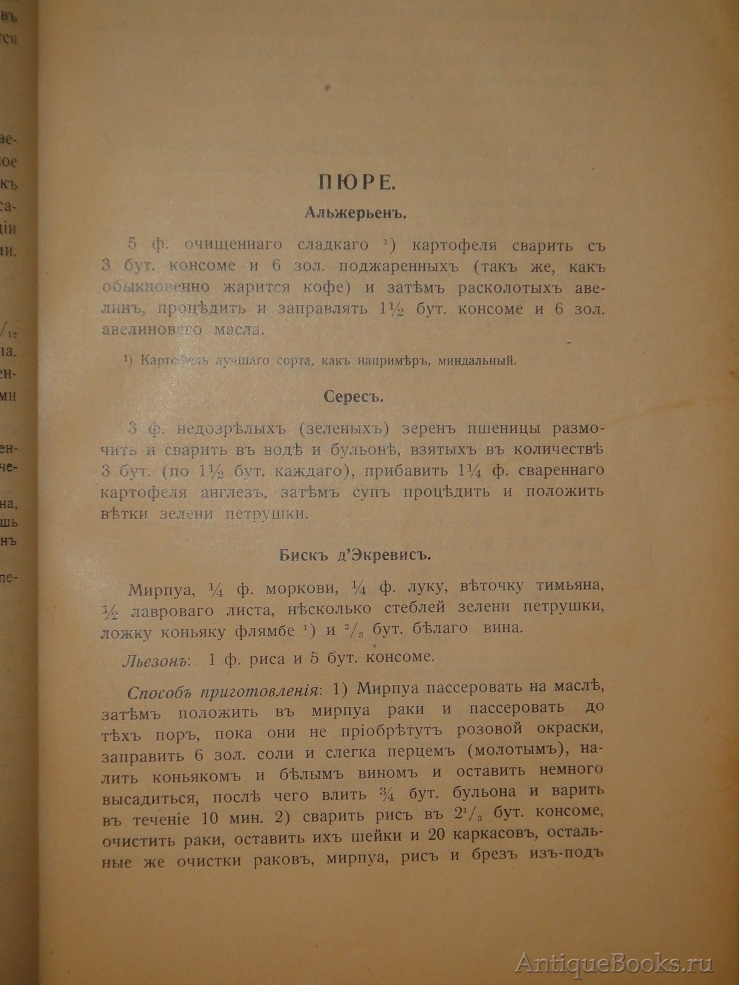 ПЮРЕ.
Альжерьенъ.
5 ф. очищеннаго сладкаго ¹) картофеля сварить съ
3 бут. консоме и 6 зол. поджаренныхъ (такъ же, какъ
обыкновенно жарится кофе) и затѣмъ расколотыхъ аве-
линъ, процѣдить и заправлять 1½ бут. консоме и 6 зол.
авелиноваго масла.
¹) Картофель лучшаго сорта, какъ напримѣръ, миндальный.
Сересъ.
3 ф. недозрѣлыхъ (зеленыхъ) зеренъ пшеницы размо-
чить и сварить въ водѣ и бульонѣ, взятыхъ въ количествѣ
3 бут. (по 1½ бут. каждаго), прибавить 1¼ ф. свареннаго
картофеля англезъ, затѣмъ супъ процѣдить и положить
вѣтки зелени петрушки.
Бискъ д'Экревисъ.
Мирпуа, ¼ ф. моркови, ¼ ф. луку, вѣточку тимьяна,
½ лавроваго листа, нѣсколько стеблей зелени петрушки,
ложку коньяку флямбе ¹) и ²/₃ бут. бѣлаго вина.
Льезонъ: 1 ф. риса и 5 бут. консоме.
Способъ приготовленія: 1) Мирпуа пассеровать на маслѣ,
затѣмъ положить въ мирпуа раки и пассеровать до
тѣхъ поръ, пока они не пріобрѣтутъ розовой окраски,
заправить 6 зол. соли и слегка перцемъ (молотымъ), на-
лить коньякомъ и бѣлымъ виномъ и оставить немного
высадиться, послѣ чего влить ¾ бут. бульона и варить
въ теченіе 10 мин. 2) сварить рисъ въ 2¹/₃ бут. консоме,
очистить раки, оставить ихъ шейки и 20 каркасовъ, осталь-
ные же очистки раковъ, мирпуа, рисъ и брезъ изъ-подъ
AntiqueBooks.ru